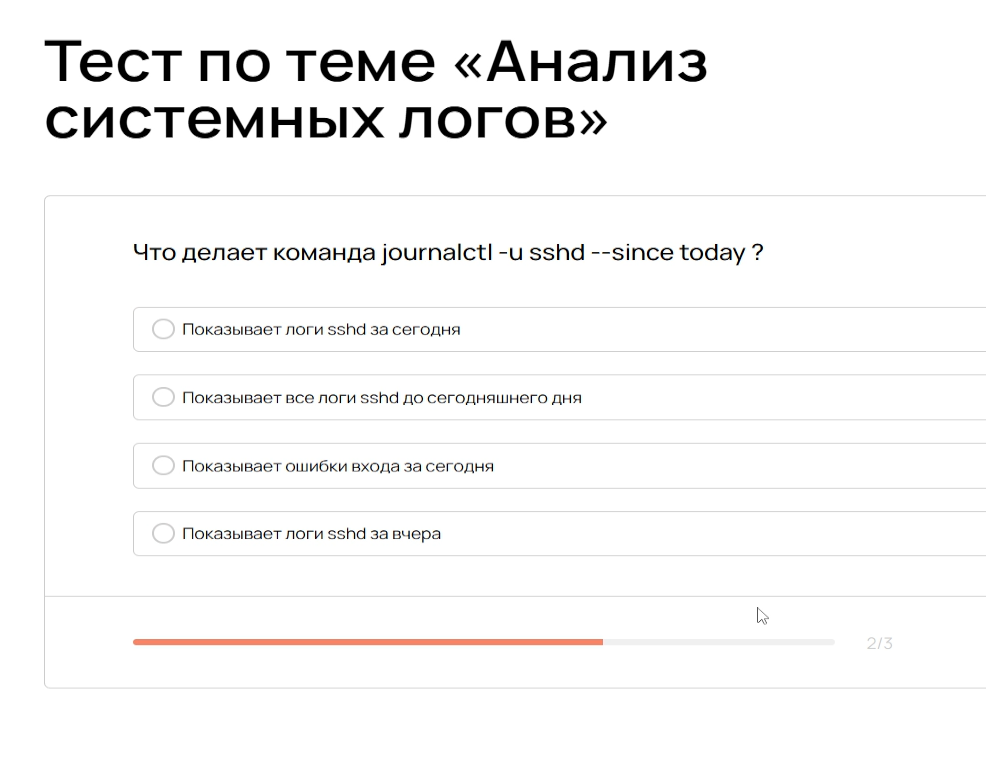 Тест по теме «Анализ
системных логов»
Что делает команда journalctl -u sshd --since today ?
Показывает логи sshd за сегодня
Показывает все логи sshd до сегодняшнего дня
Показывает ошибки входа за сегодня
Показывает логи sshd за вчера
2/3